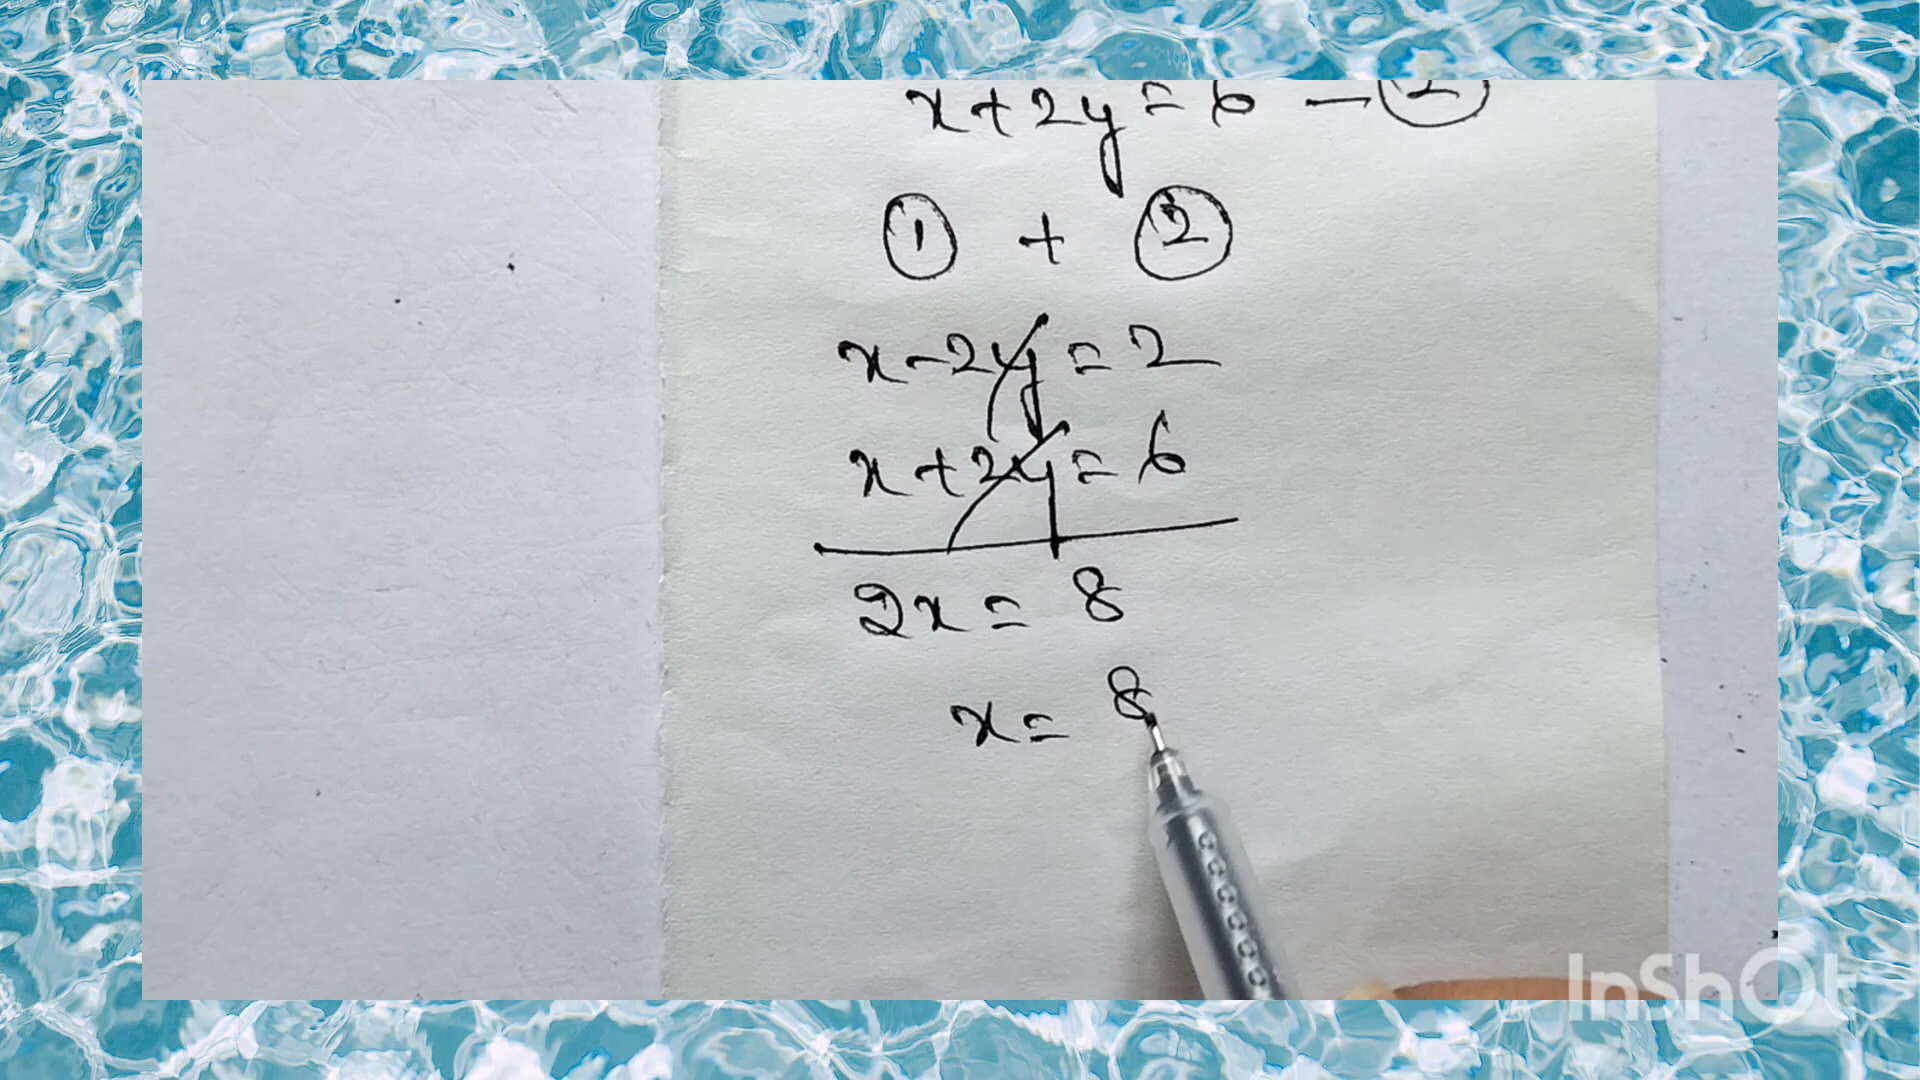 x+2y=6 — ②
① + ②
x-2y=2
x+2y=6
2x=8
x= 8
InShOt